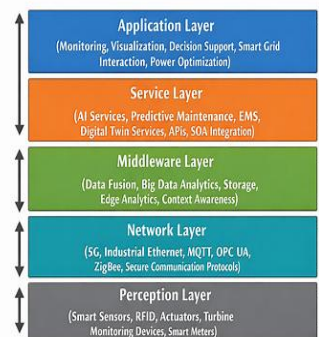 Application Layer
(Monitoring, Visualization, Decision Support, Smart Grid
Interaction, Power Optimization)
Service Layer
(AI Services, Predictive Maintenance, EMS,
Digital Twin Services, APIs, SOA Integration)
Middleware Layer
(Data Fusion, Big Data Analytics, Storage,
Edge Analytics, Context Awareness)
Network Layer
(5G, Industrial Ethernet, MQTT, OPC UA,
ZigBee, Secure Communication Protocols)
Perception Layer
(Smart Sensors, RFID, Actuators, Turbine
Monitoring Devices, Smart Meters)